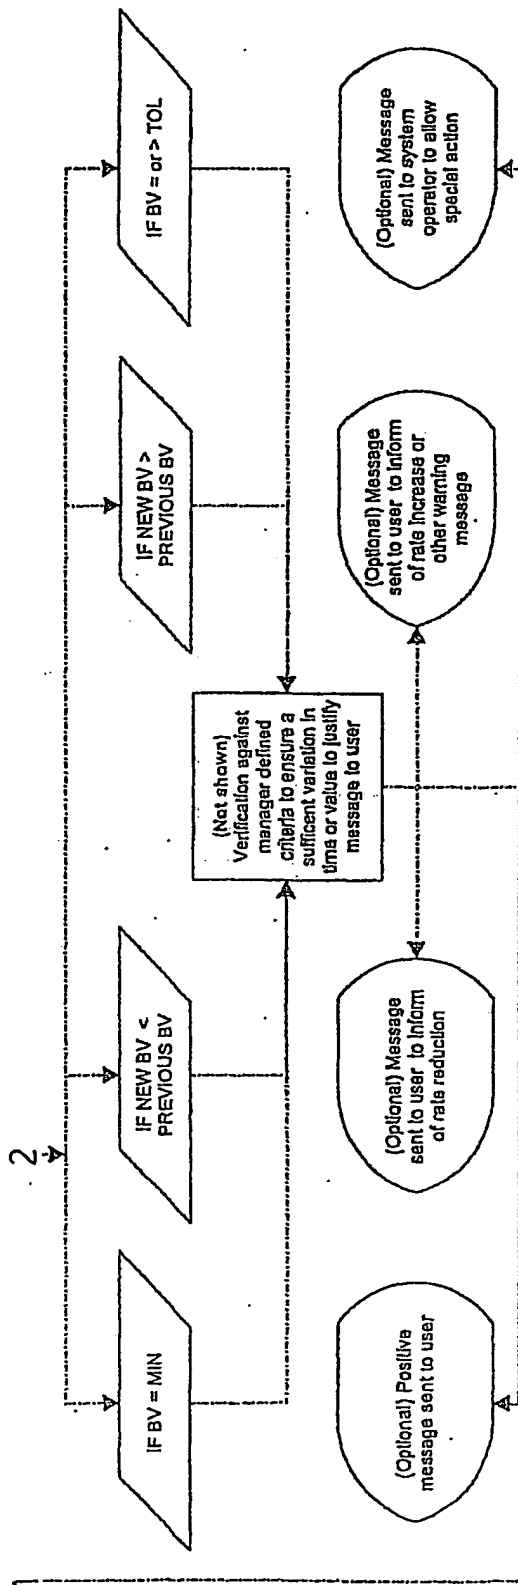 2
IF BV = MIN
IF NEW BV <
PREVIOUS BV
IF NEW BV >
PREVIOUS BV
IF BV = or > TOL
(Not shown)
Verification against
manager defined
criteria to ensure a
sufficent variation in
time or value to justify
message to user
(Optional) Positive
message sent to user
(Optional) Message
sent to user to inform
of rate reduction
(Optional) Message
sent to user to inform
of rate increase or
other warning
message
(Optional) Message
sent to system
operator to allow
special action